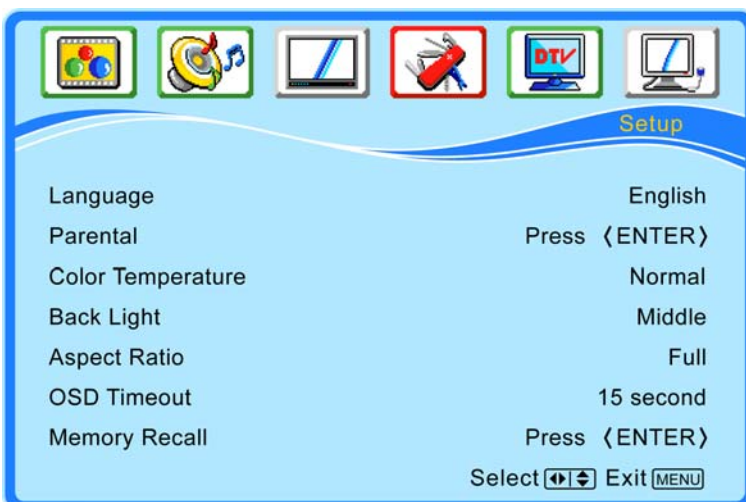 DTV
Setup
Language English
Parental Press 〈ENTER〉
Color Temperature Normal
Back Light Middle
Aspect Ratio Full
OSD Timeout 15 second
Memory Recall Press 〈ENTER〉
Select Exit MENU